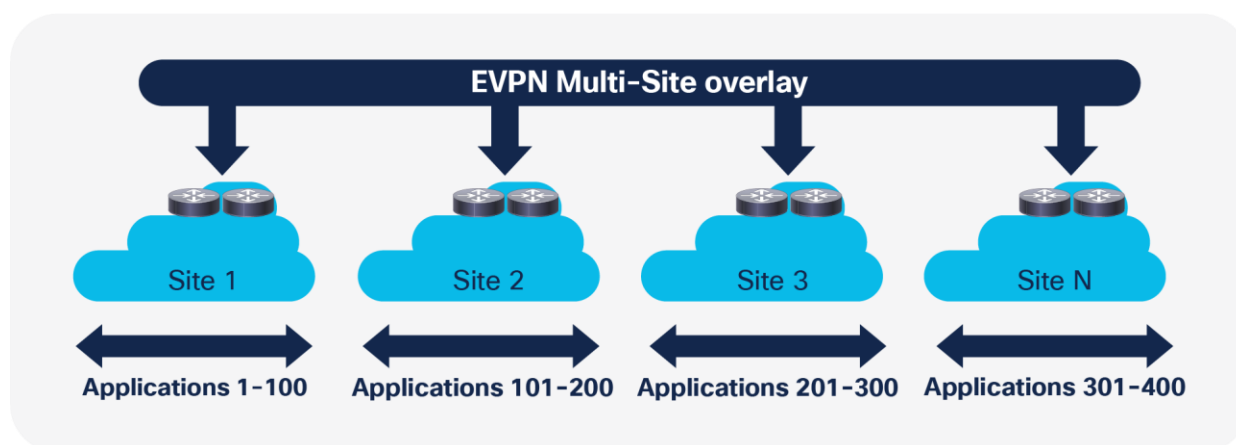 EVPN Multi-Site overlay
Site 1
Site 2
Site 3
Site N
Applications 1-100
Applications 101-200
Applications 201-300
Applications 301-400